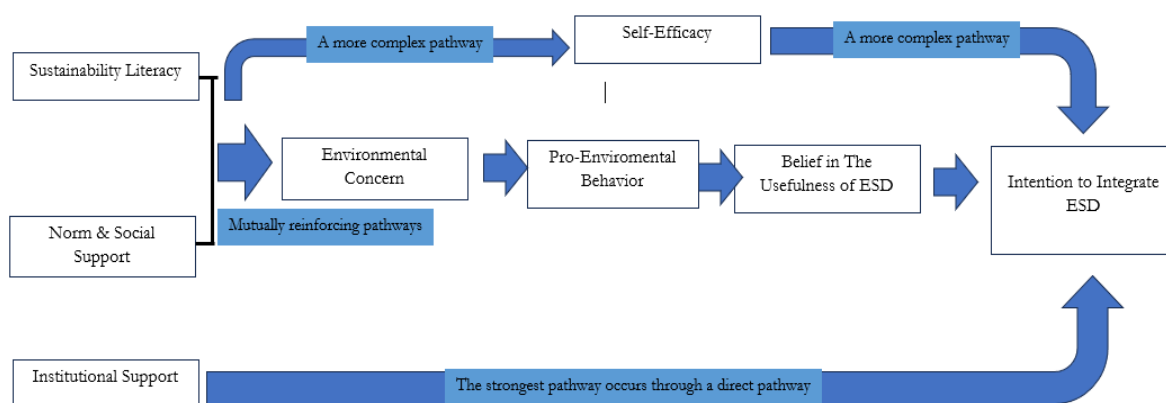 A more complex pathway
Self-Efficacy
A more complex pathway
Sustainability Literacy
Environmental
Concern
Pro-Enviromental
Behavior
Belief in The
Usefulness of ESD
Intention to Integrate
ESD
Mutually reinforcing pathways
Norm & Social
Support
Institutional Support
The strongest pathway occurs through a direct pathway